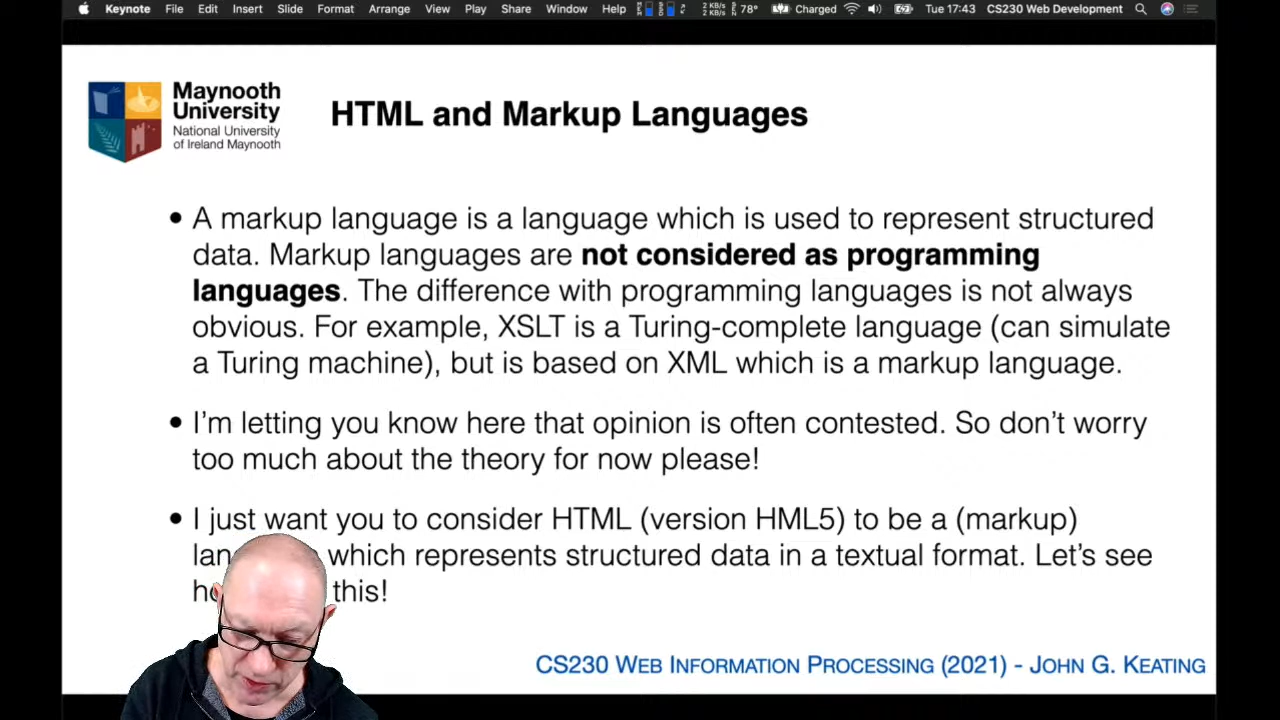 Keynote File Edit Insert Slide Format Arrange View Play Share Window Help 2 KB/s 2 KB/s 78° Charged Tue 17:43 CS230 Web Development
Maynooth
University
National University
of Ireland Maynooth
HTML and Markup Languages
• A markup language is a language which is used to represent structured
data. Markup languages are not considered as programming
languages. The difference with programming languages is not always
obvious. For example, XSLT is a Turing-complete language (can simulate
a Turing machine), but is based on XML which is a markup language.
• I'm letting you know here that opinion is often contested. So don't worry
too much about the theory for now please!
• I just want you to consider HTML (version HML5) to be a (markup)
which represents structured data in a textual format. Let's see
this!
CS230 Web Information Processing (2021) - John G. Keating